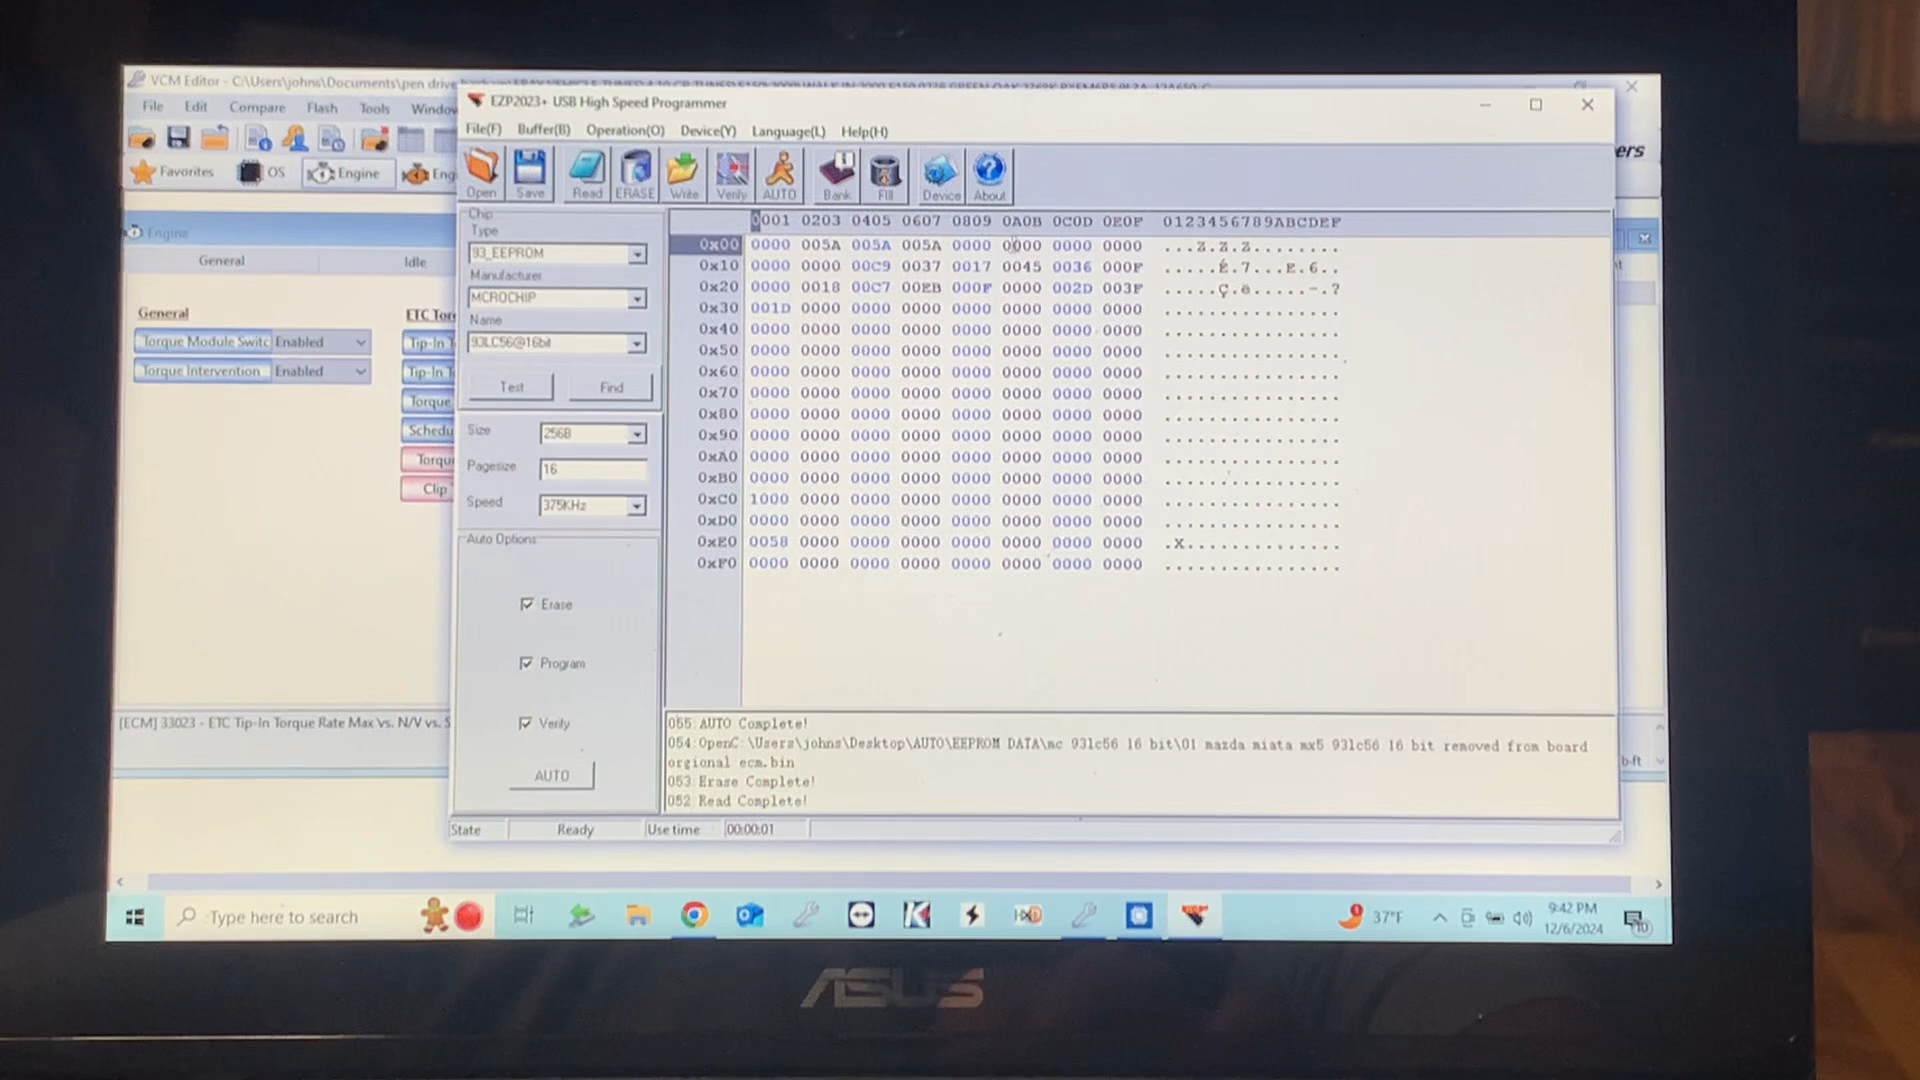 VCM Editor - C:\Users\johns\Documents\pen drive
File Edit Compare Flash Tools Window
Favorites OS Engine Eng
Engine
General Idle
General
Torque Module Switc Enabled
Torque Intervention Enabled
ETC Tor
Tip-In T
Tip-In T
Torque
Schedu
Torqu
Clip
[ECM] 33023 - ETC Tip-In Torque Rate Max Vs. N/V vs. S
ers
b-ft
EZP2023+ USB High Speed Programmer
File(F) Buffer(B) Operation(O) Device(Y) Language(L) Help(H)
Open Save Read ERASE Write Verify AUTO Bank Fill Device About
Chip
Type
93_EEPROM
Manufacturer
MCROCHIP
Name
93LC56@16bit
Test Find
Size 256B
Pagesize 16
Speed 375KHz
Auto Options
Erase
Program
Verify
AUTO
0001 0203 0405 0607 0809 0A0B 0C0D 0E0F 0123456789ABCDEF
0x00 0000 005A 005A 005A 0000 0000 0000 0000 ...Z.Z.Z........
0x10 0000 0000 00C9 0037 0017 0045 0036 000F .....É.7...E.6..
0x20 0000 0018 00C7 00EB 000F 0000 002D 003F .....Ç.ë.....-.?
0x30 001D 0000 0000 0000 0000 0000 0000 0000 ................
0x40 0000 0000 0000 0000 0000 0000 0000 0000 ................
0x50 0000 0000 0000 0000 0000 0000 0000 0000 ................
0x60 0000 0000 0000 0000 0000 0000 0000 0000 ................
0x70 0000 0000 0000 0000 0000 0000 0000 0000 ................
0x80 0000 0000 0000 0000 0000 0000 0000 0000 ................
0x90 0000 0000 0000 0000 0000 0000 0000 0000 ................
0xA0 0000 0000 0000 0000 0000 0000 0000 0000 ................
0xB0 0000 0000 0000 0000 0000 0000 0000 0000 ................
0xC0 1000 0000 0000 0000 0000 0000 0000 0000 ................
0xD0 0000 0000 0000 0000 0000 0000 0000 0000 ................
0xE0 0058 0000 0000 0000 0000 0000 0000 0000 .X..............
0xF0 0000 0000 0000 0000 0000 0000 0000 0000 ................
055:AUTO Complete!
054:OpenC:\Users\johns\Desktop\AUTO\EEPROM DATA\mc 93lc56 16 bit\01 mazda miata mx5 93lc56 16 bit removed from board
orgional ecm.bin
053:Erase Complete!
052:Read Complete!
State Ready Use time 00:00:01
Type here to search
37°F
9:42 PM
12/6/2024
10
ASUS